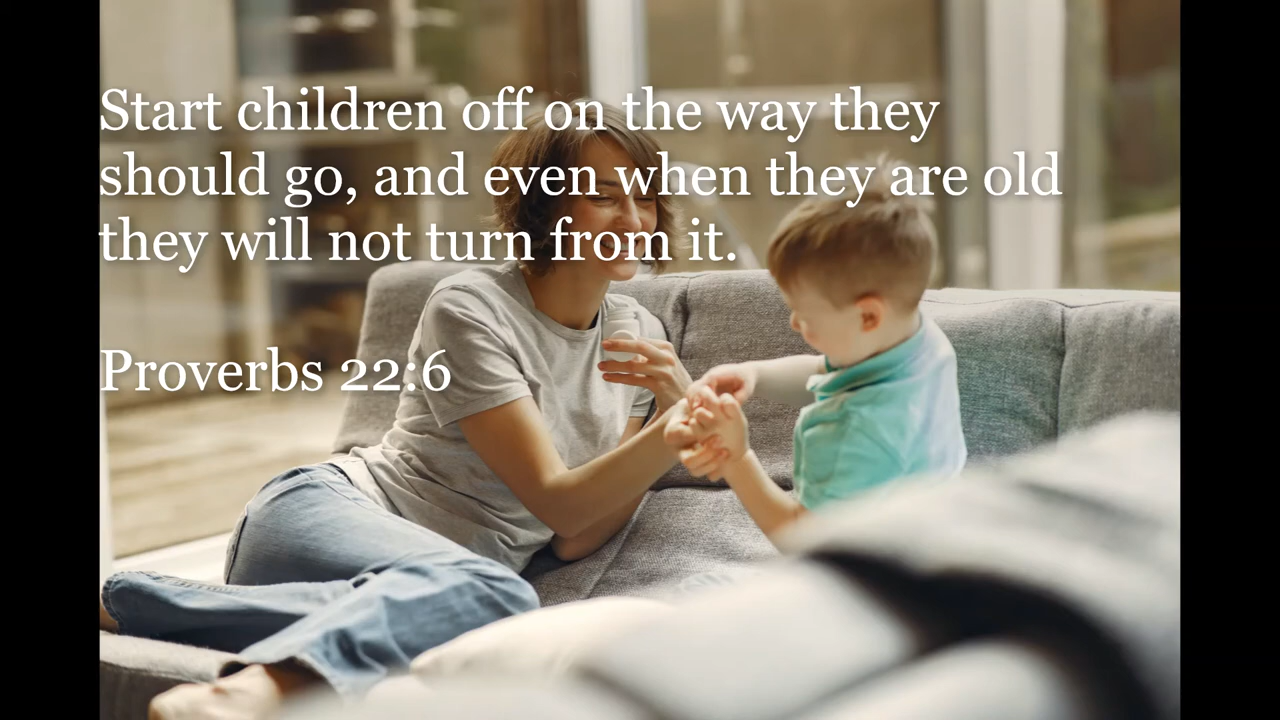 Start children off on the way they
should go, and even when they are old
they will not turn from it.
Proverbs 22:6